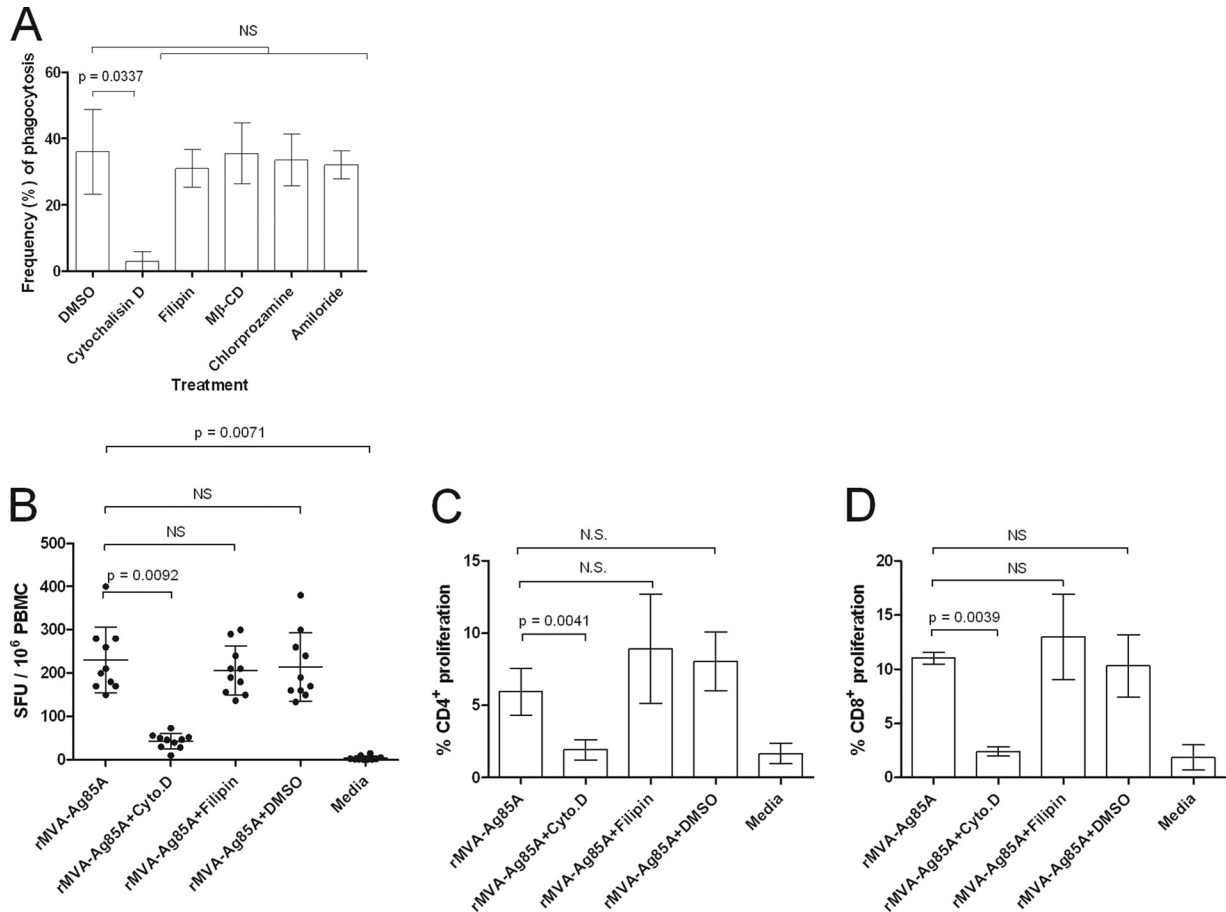 A
NS
p = 0.0337
Frequency (%) of phagocytosis
60
40
20
0
DMSO
Cytochalisin D
Filipin
Mβ-CD
Chlorprozamine
Amiloride
Treatment
B
p = 0.0071
NS
NS
p = 0.0092
SFU / 10⁶ PBMC
500
400
300
200
100
0
rMVA-Ag85A
rMVA-Ag85A+Cyto.D
rMVA-Ag85A+Filipin
rMVA-Ag85A+DMSO
Media
C
N.S.
N.S.
p = 0.0041
% CD4⁺ proliferation
15
10
5
0
rMVA-Ag85A
rMVA-Ag85A+Cyto.D
rMVA-Ag85A+Filipin
rMVA-Ag85A+DMSO
Media
D
NS
NS
p = 0.0039
% CD8⁺ proliferation
20
15
10
5
0
rMVA-Ag85A
rMVA-Ag85A+Cyto.D
rMVA-Ag85A+Filipin
rMVA-Ag85A+DMSO
Media